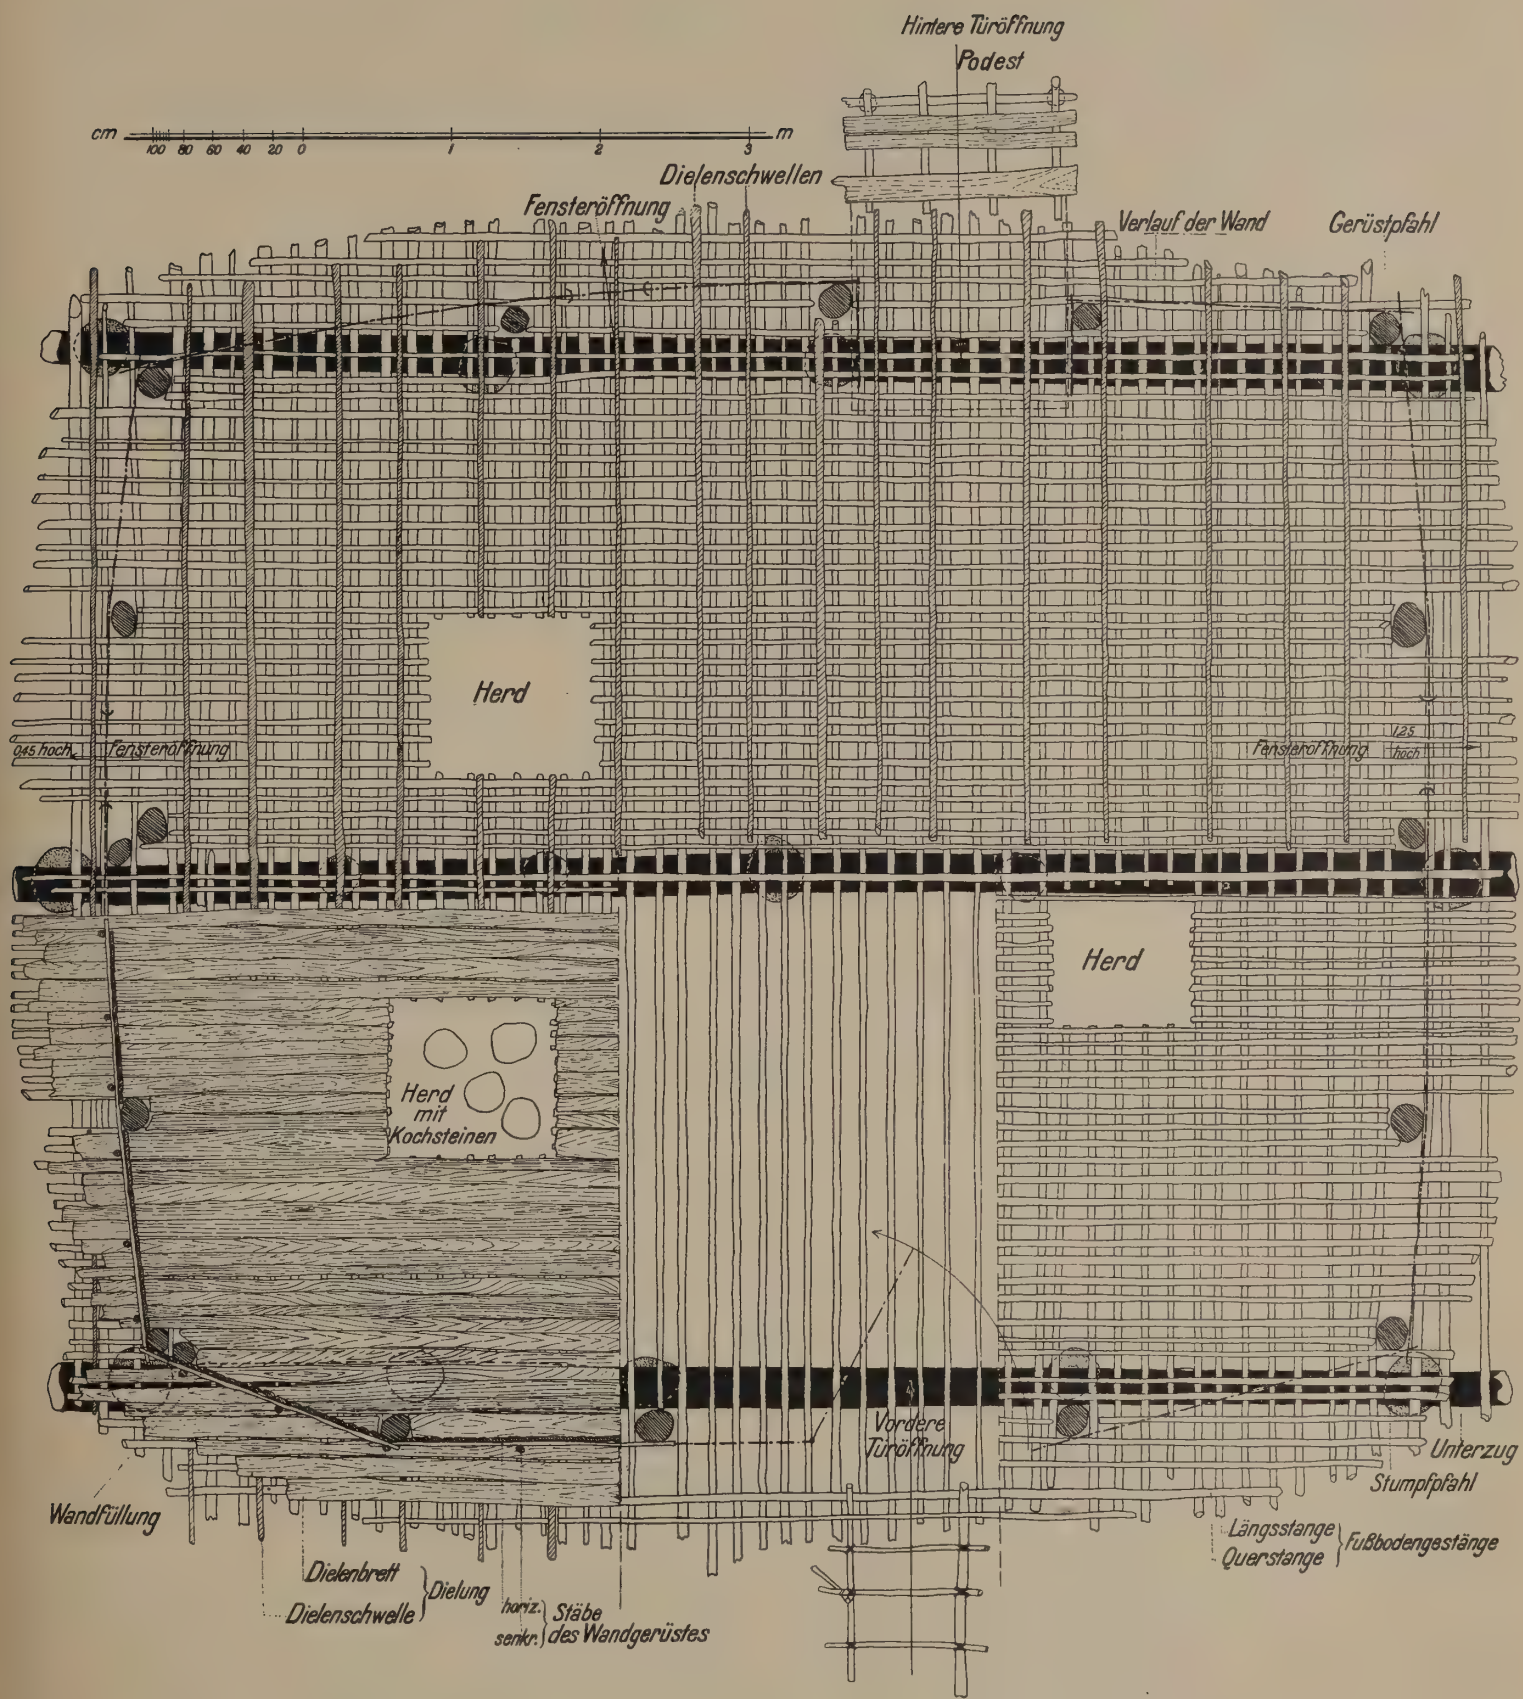 Hintere Türöffnung
Podest
cm
m
100 80 60 40 20 0 1 2 3
Dielenschwellen
Fensteröffnung
Verlauf der Wand
Gerüstpfahl
Herd
0.45 hoch
Fensteröffnung
Fensteröffnung
1.25
hoch
Herd
Herd
mit
Kochsteinen
Vordere
Türöffnung
Unterzug
Stumpfpfahl
Wandfüllung
Längsstange
Querstange
Fußbodengestänge
Dielenbrett
Dielenschwelle
Dielung
horiz.
senkr.
Stäbe
des Wandgerüstes